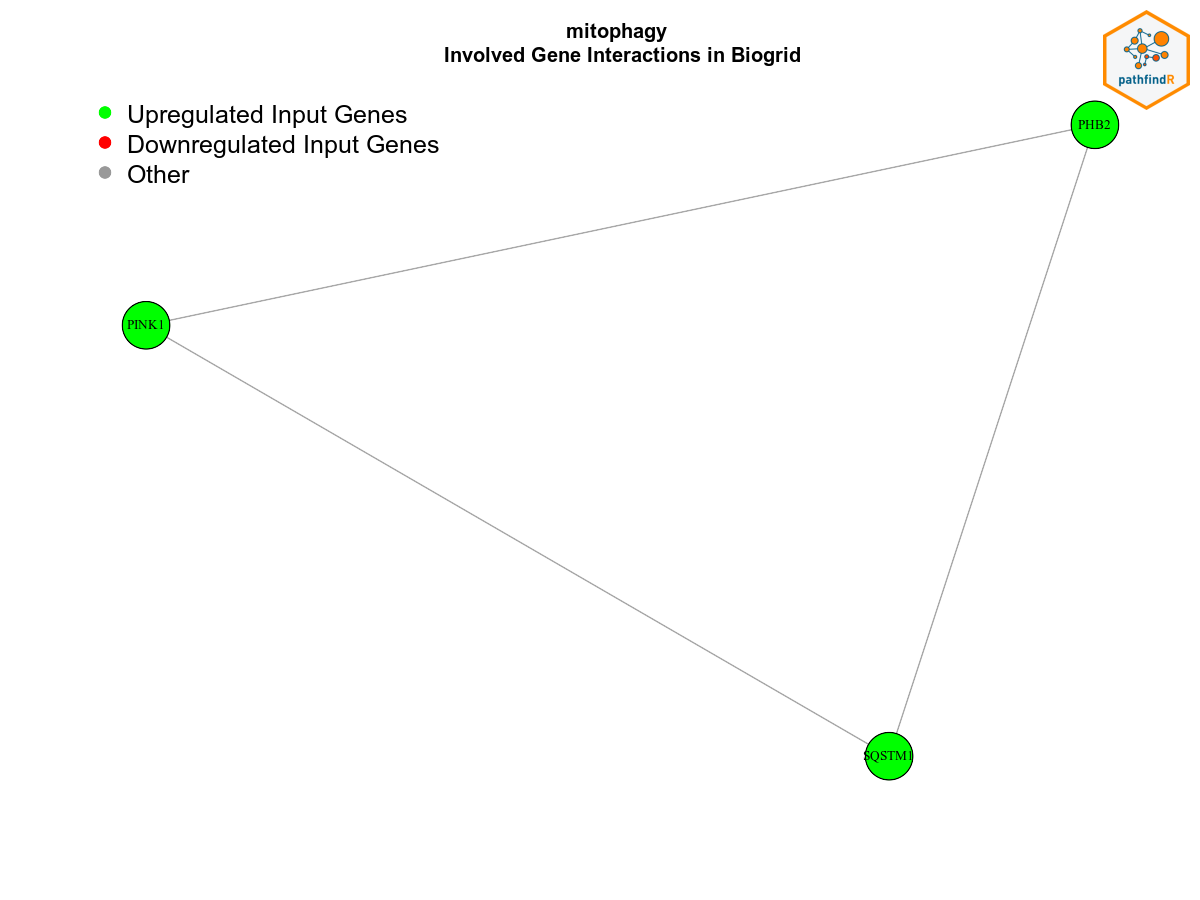 mitophagy
Involved Gene Interactions in Biogrid
pathfindR
Upregulated Input Genes
Downregulated Input Genes
Other
PHB2
PINK1
SQSTM1